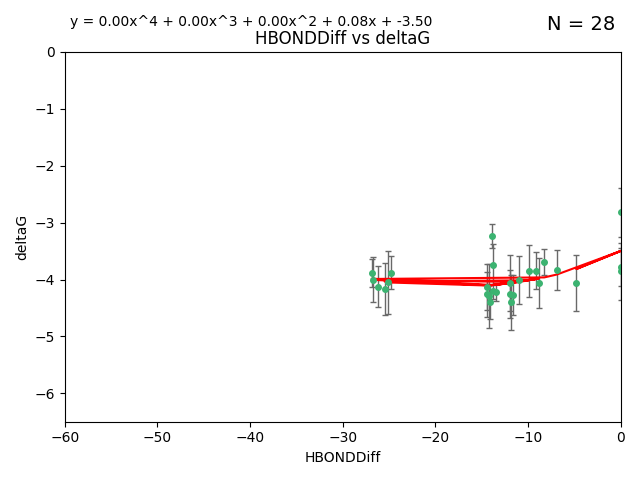 y = 0.00x^4 + 0.00x^3 + 0.00x^2 + 0.08x + -3.50
N = 28
HBONDDiff vs deltaG
0
−1
−2
−3
−4
−5
−6
deltaG
−60 −50 −40 −30 −20 −10 0
HBONDDiff